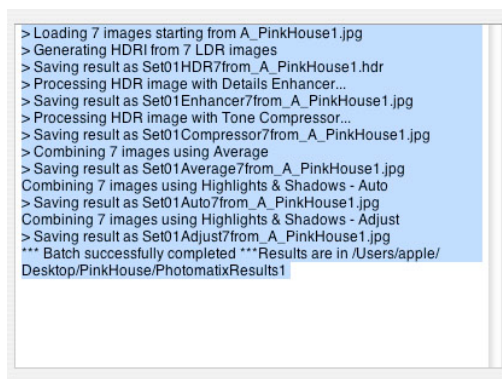 > Loading 7 images starting from A_PinkHouse1.jpg
> Generating HDRI from 7 LDR images
> Saving result as Set01HDR7from_A_PinkHouse1.hdr
> Processing HDR image with Details Enhancer...
> Saving result as Set01Enhancer7from_A_PinkHouse1.jpg
> Processing HDR image with Tone Compressor...
> Saving result as Set01Compressor7from_A_PinkHouse1.jpg
> Combining 7 images using Average
> Saving result as Set01Average7from_A_PinkHouse1.jpg
Combining 7 images using Highlights & Shadows - Auto
> Saving result as Set01Auto7from_A_PinkHouse1.jpg
Combining 7 images using Highlights & Shadows - Adjust
> Saving result as Set01Adjust7from_A_PinkHouse1.jpg
*** Batch successfully completed ***Results are in /Users/apple/
Desktop/PinkHouse/PhotomatixResults1